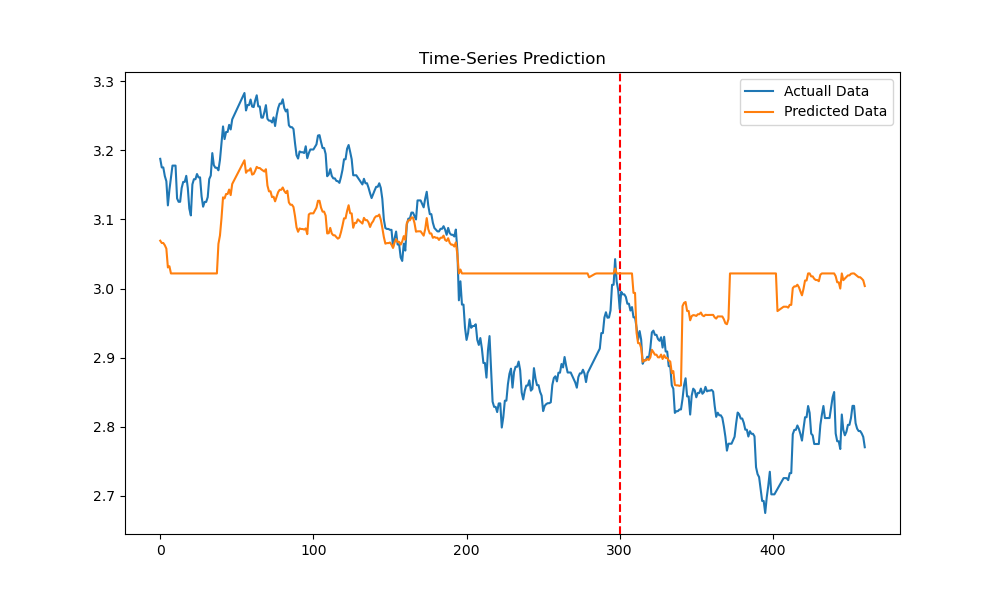 Time-Series Prediction
Actuall Data
Predicted Data
3.3
3.2
3.1
3.0
2.9
2.8
2.7
0 100 200 300 400